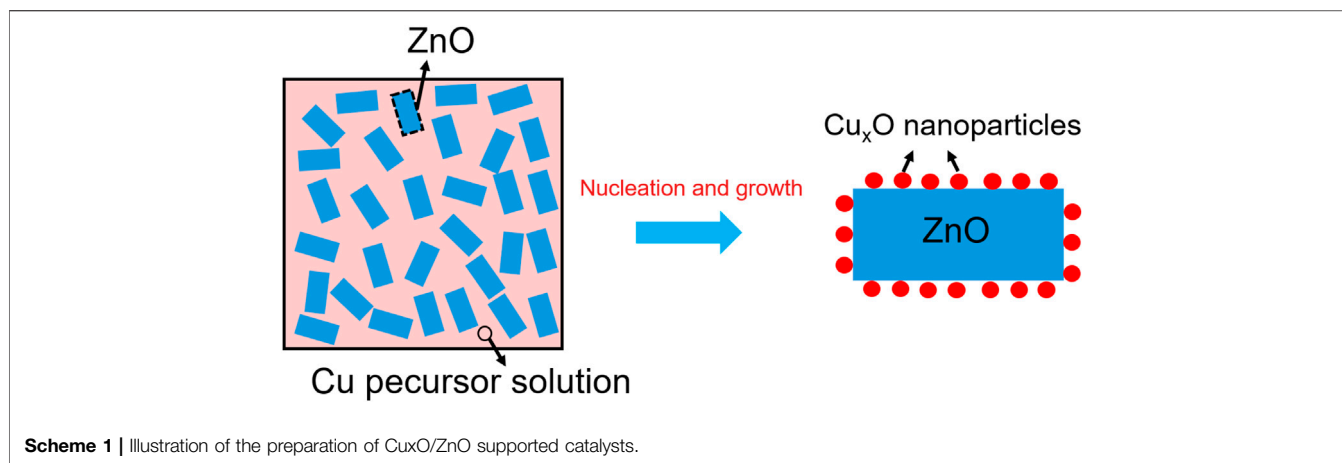 ZnO
Cu pecursor solution
Nucleation and growth
CuₓO nanoparticles
ZnO
Scheme 1 | Illustration of the preparation of CuxO/ZnO supported catalysts.